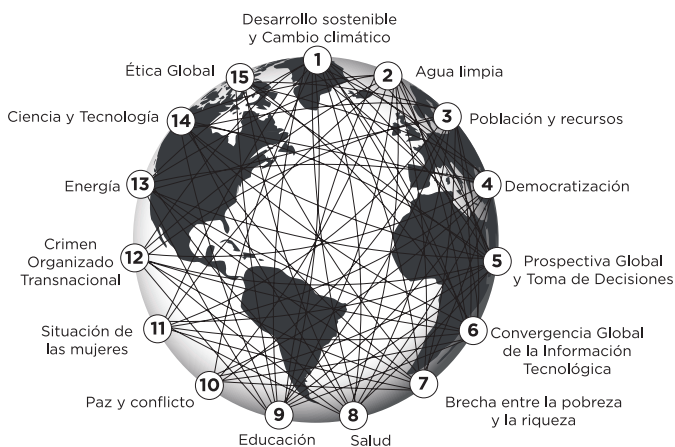 Desarrollo sostenible
y Cambio climático
1
2
Agua limpia
3
Población y recursos
4
Democratización
5
Prospectiva Global
y Toma de Decisiones
6
Convergencia Global
de la Información
Tecnológica
7
Brecha entre la pobreza
y la riqueza
8
Salud
9
Educación
10
Paz y conflicto
11
Situación de
las mujeres
12
Crimen
Organizado
Transnacional
13
Energía
14
Ciencia y Tecnología
15
Ética Global